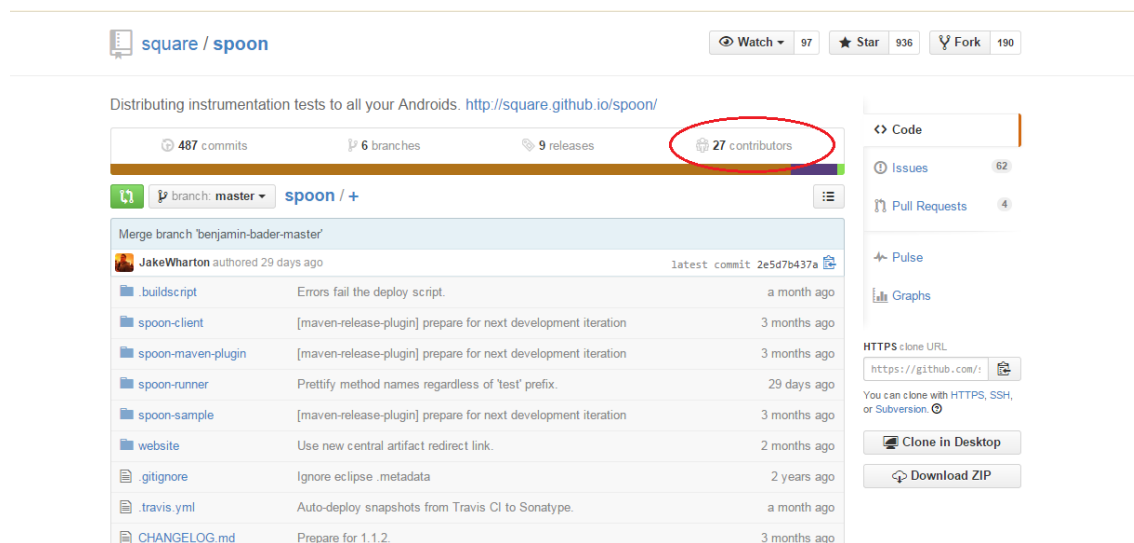 square / spoon
Watch 97 Star 936 Fork 190
Distributing instrumentation tests to all your Androids. http://square.github.io/spoon/
487 commits 6 branches 9 releases 27 contributors
branch: master spoon / +
Merge branch 'benjamin-bader-master'
JakeWharton authored 29 days ago latest commit 2e5d7b437a
.buildscript Errors fail the deploy script. a month ago
spoon-client [maven-release-plugin] prepare for next development iteration 3 months ago
spoon-maven-plugin [maven-release-plugin] prepare for next development iteration 3 months ago
spoon-runner Prettify method names regardless of 'test' prefix. 29 days ago
spoon-sample [maven-release-plugin] prepare for next development iteration 3 months ago
website Use new central artifact redirect link. 2 months ago
.gitignore Ignore eclipse .metadata 2 years ago
.travis.yml Auto-deploy snapshots from Travis CI to Sonatype. a month ago
CHANGELOG.md Prepare for 1.1.2. 3 months ago
Code
Issues 62
Pull Requests 4
Pulse
Graphs
HTTPS clone URL
https://github.com/
You can clone with HTTPS, SSH,
or Subversion.
Clone in Desktop
Download ZIP